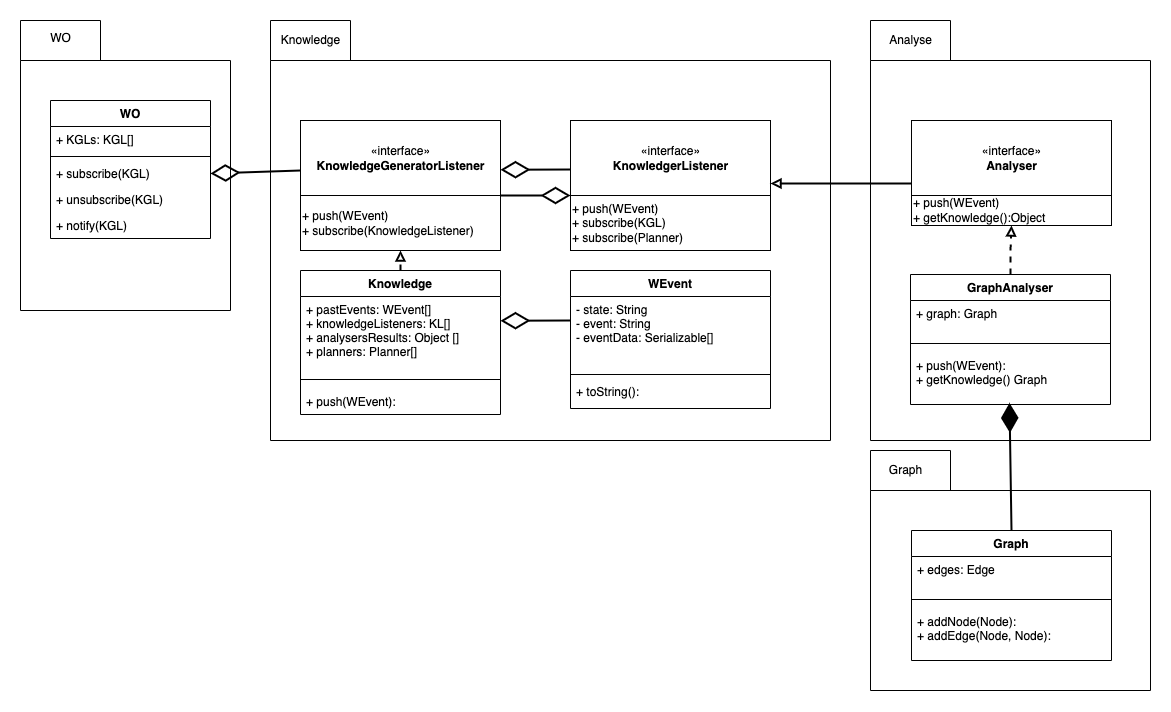 WO
WO
+ KGLs: KGL[]
+ subscribe(KGL)
+ unsubscribe(KGL)
+ notify(KGL)
Knowledge
«interface»
KnowledgeGeneratorListener
+ push(WEvent)
+ subscribe(KnowledgeListener)
«interface»
KnowledgerListener
+ push(WEvent)
+ subscribe(KGL)
+ subscribe(Planner)
Knowledge
+ pastEvents: WEvent[]
+ knowledgeListeners: KL[]
+ analysersResults: Object []
+ planners: Planner[]
+ push(WEvent):
WEvent
- state: String
- event: String
- eventData: Serializable[]
+ toString():
Analyse
«interface»
Analyser
+ push(WEvent)
+ getKnowledge():Object
GraphAnalyser
+ graph: Graph
+ push(WEvent):
+ getKnowledge() Graph
Graph
Graph
+ edges: Edge
+ addNode(Node):
+ addEdge(Node, Node):